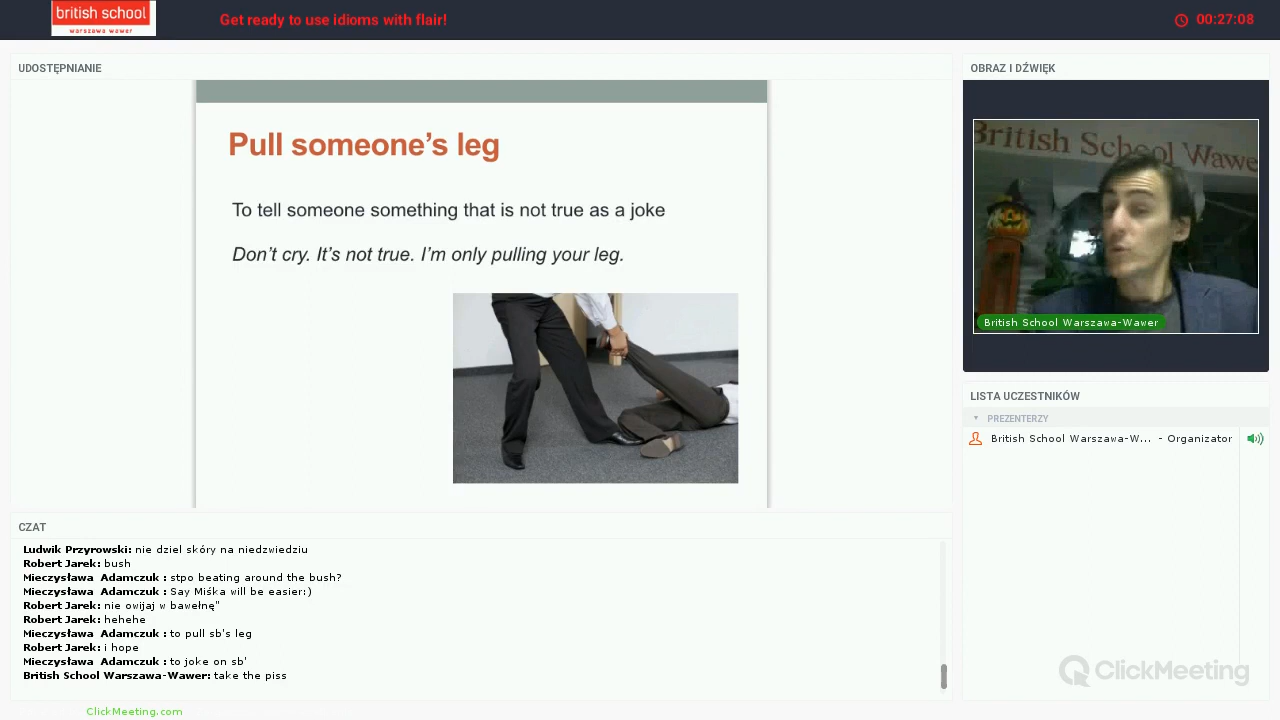 british school
warszawa wawer
Get ready to use idioms with flair!
00:27:08
UDOSTĘPNIANIE
Pull someone's leg
To tell someone something that is not true as a joke
Don't cry. It's not true. I'm only pulling your leg.
OBRAZ I DŹWIĘK
British School Wawe
British School Warszawa-Wawer
LISTA UCZESTNIKÓW
PREZENTERZY
British School Warszawa-W... - Organizator
CZAT
Ludwik Przyrowski: nie dziel skóry na niedzwiedziu
Robert Jarek: bush
Mieczysława Adamczuk : stpo beating around the bush?
Mieczysława Adamczuk : Say Miśka will be easier:)
Robert Jarek: nie owijaj w bawełnę"
Robert Jarek: hehehe
Mieczysława Adamczuk : to pull sb's leg
Robert Jarek: i hope
Mieczysława Adamczuk : to joke on sb'
British School Warszawa-Wawer: take the piss
ClickMeeting
ClickMeeting.com